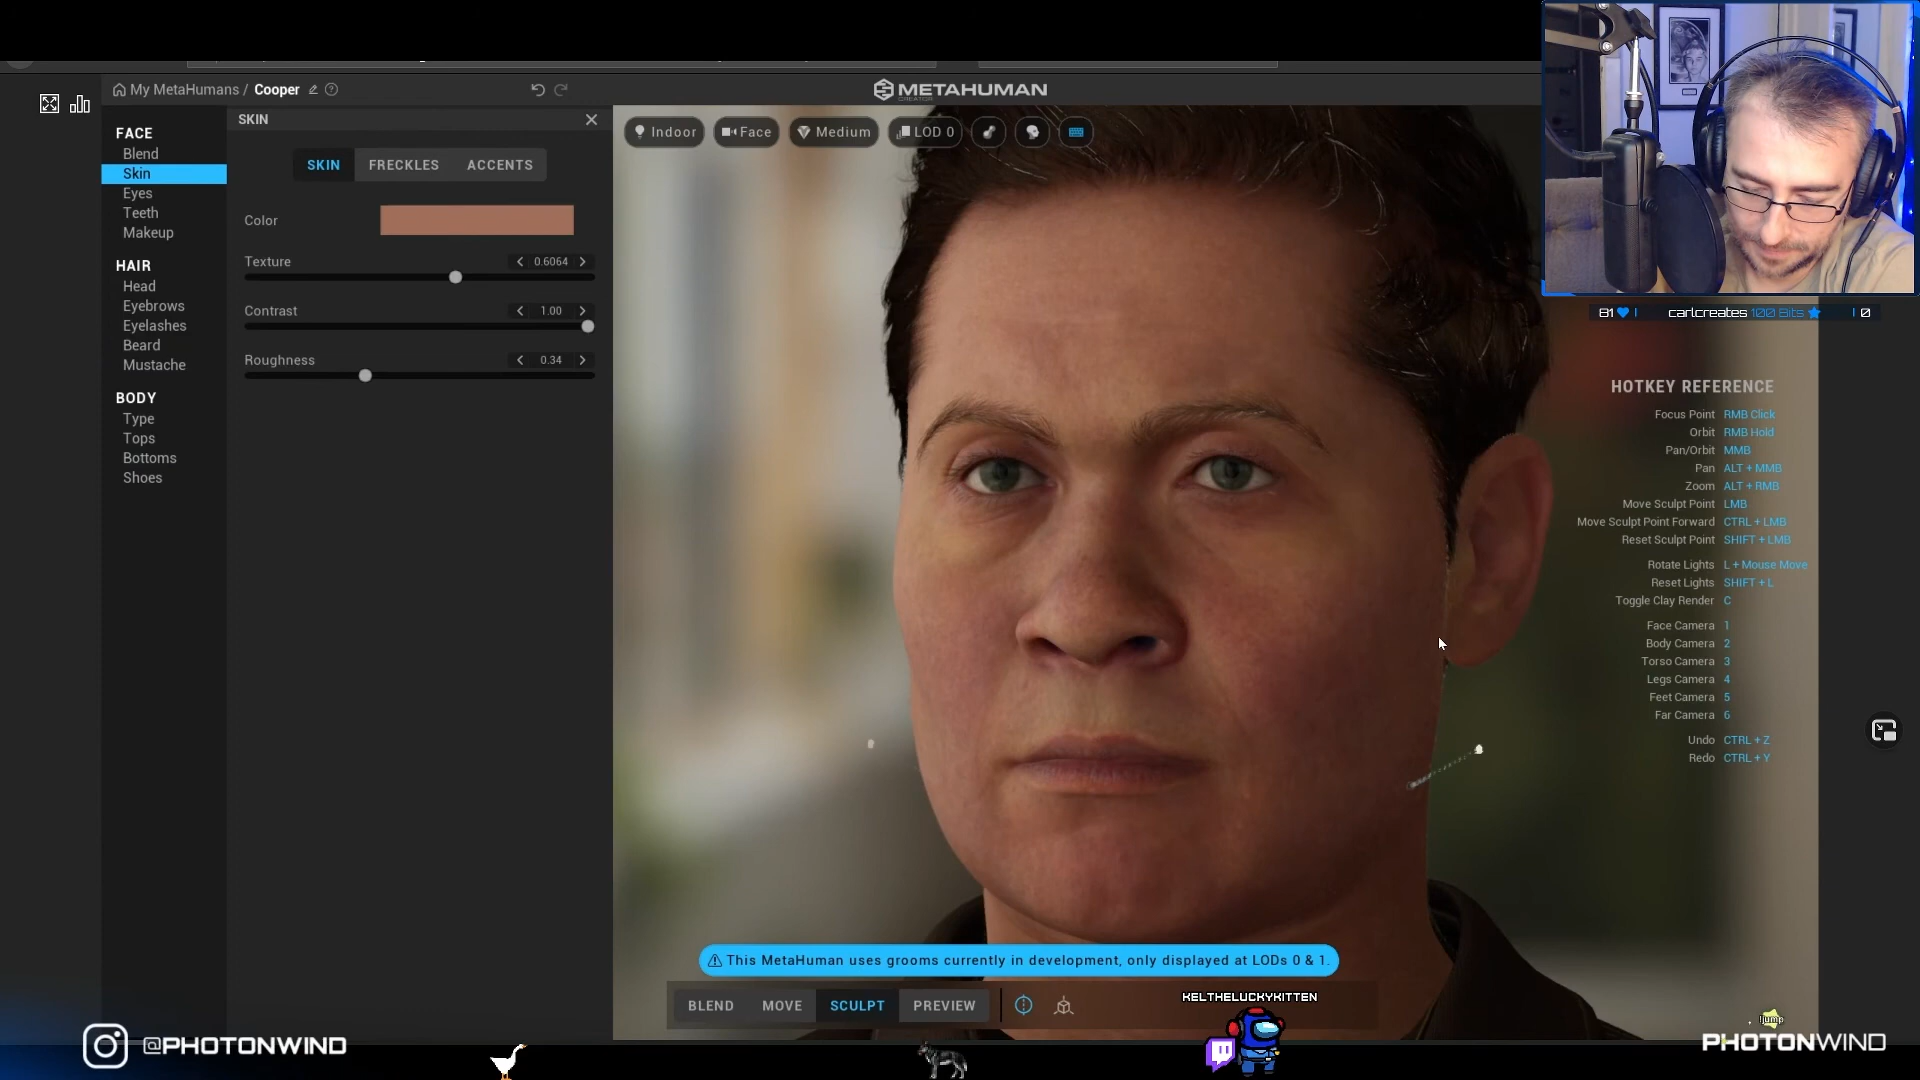 My MetaHumans / Cooper
METAHUMAN
CREATOR
FACE
Blend
Skin
Eyes
Teeth
Makeup
HAIR
Head
Eyebrows
Eyelashes
Beard
Mustache
BODY
Type
Tops
Bottoms
Shoes
SKIN
SKIN FRECKLES ACCENTS
Color
Texture 0.6064
Contrast 1.00
Roughness 0.34
Indoor Face Medium LOD 0
81 carlcreates 100 Bits 0
HOTKEY REFERENCE
Focus Point RMB Click
Orbit RMB Hold
Pan/Orbit MMB
Pan ALT + MMB
Zoom ALT + RMB
Move Sculpt Point LMB
Move Sculpt Point Forward CTRL + LMB
Reset Sculpt Point SHIFT + LMB
Rotate Lights L + Mouse Move
Reset Lights SHIFT + L
Toggle Clay Render C
Face Camera 1
Body Camera 2
Torso Camera 3
Legs Camera 4
Feet Camera 5
Far Camera 6
Undo CTRL + Z
Redo CTRL + Y
This MetaHuman uses grooms currently in development, only displayed at LODs 0 & 1.
BLEND MOVE SCULPT PREVIEW
KELTHELUCKYKITTEN
!jump
@PHOTONWIND
PHOTONWIND